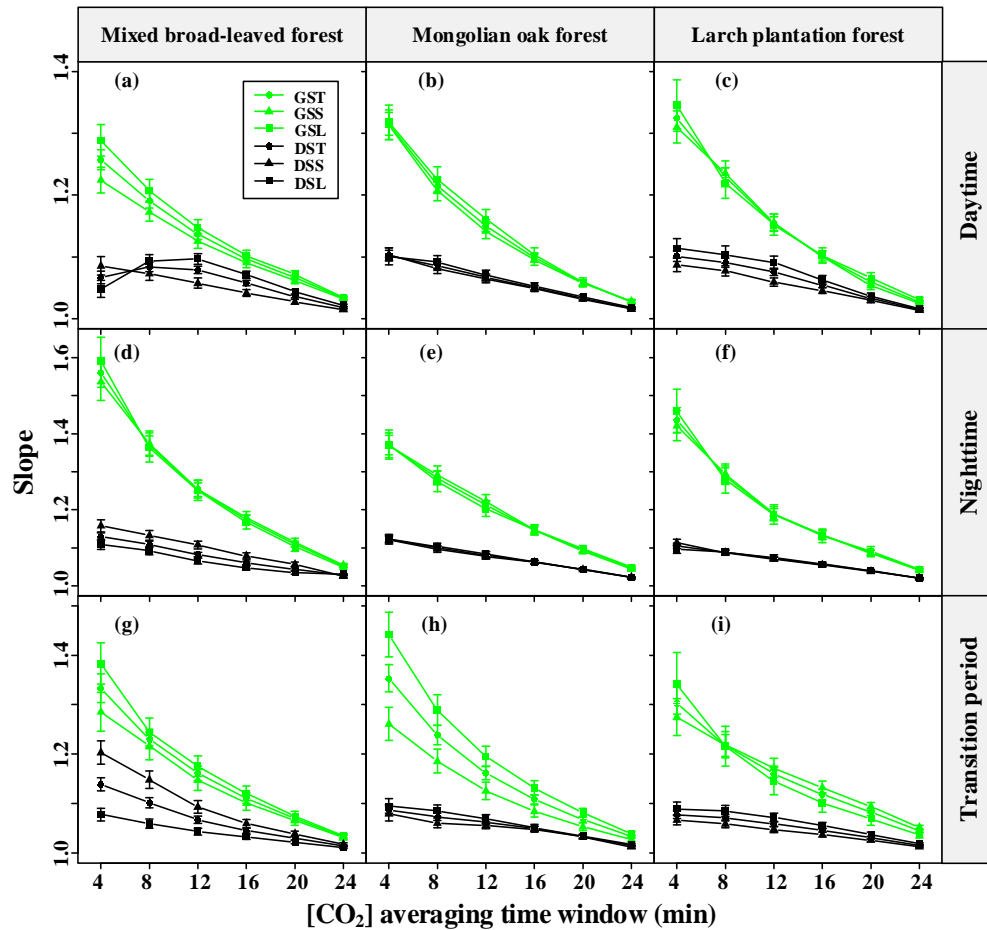 Mixed broad-leaved forest
Mongolian oak forest
Larch plantation forest
(a)
(b)
(c)
GST
GSS
GSL
DST
DSS
DSL
1.4
1.2
1.0
Daytime
(d)
(e)
(f)
1.6
1.4
1.2
1.0
Slope
Nighttime
(g)
(h)
(i)
1.4
1.2
1.0
Transition period
4 8 12 16 20 24 4 8 12 16 20 24 4 8 12 16 20 24
[CO₂] averaging time window (min)